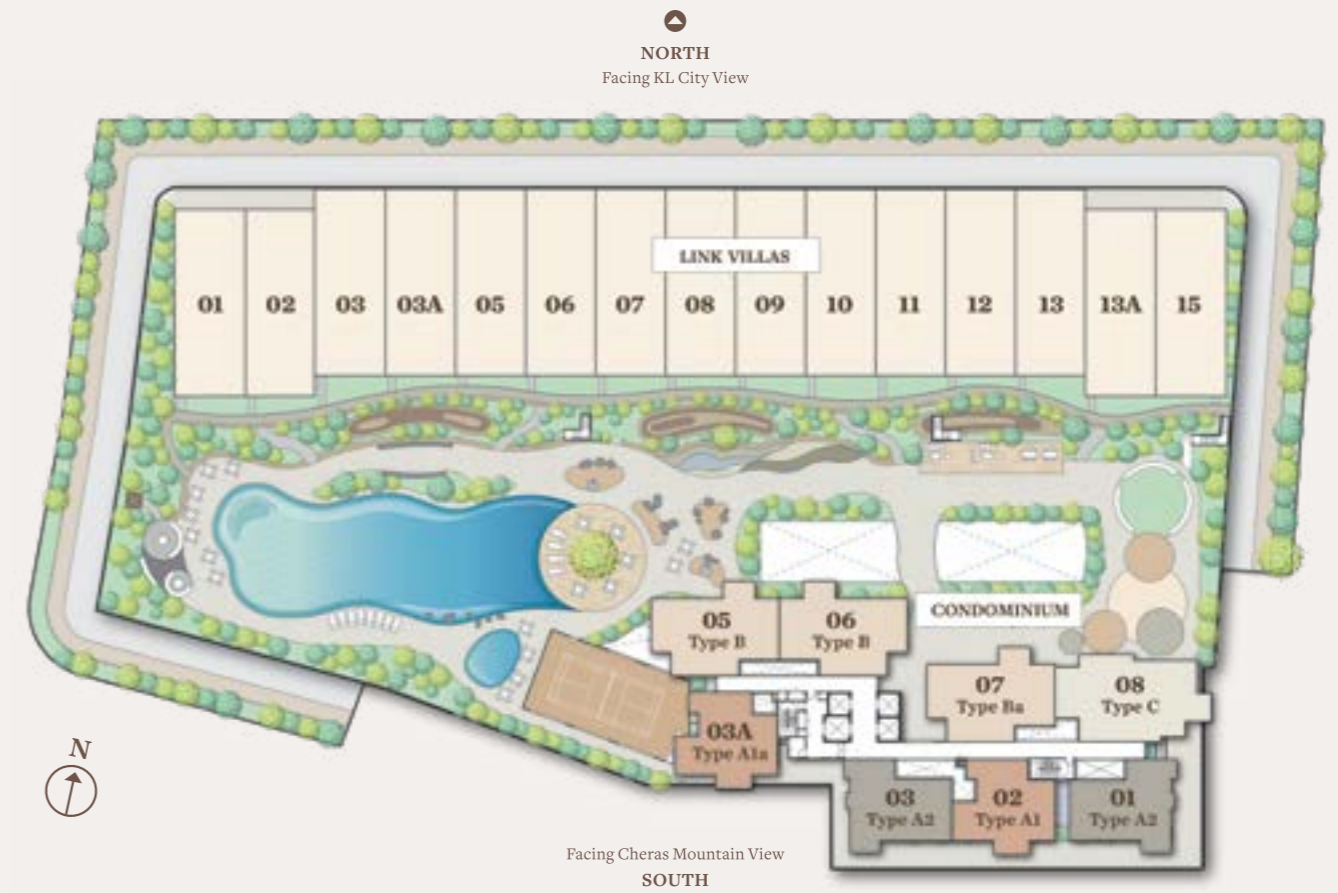 NORTH
Facing KL City View
LINK VILLAS
01 02 03 03A 05 06 07 08 09 10 11 12 13 13A 15
CONDOMINIUM
05
Type B
06
Type B
07
Type Ba
08
Type C
03A
Type A1a
03
Type A2
02
Type A1
01
Type A2
N
Facing Cheras Mountain View
SOUTH